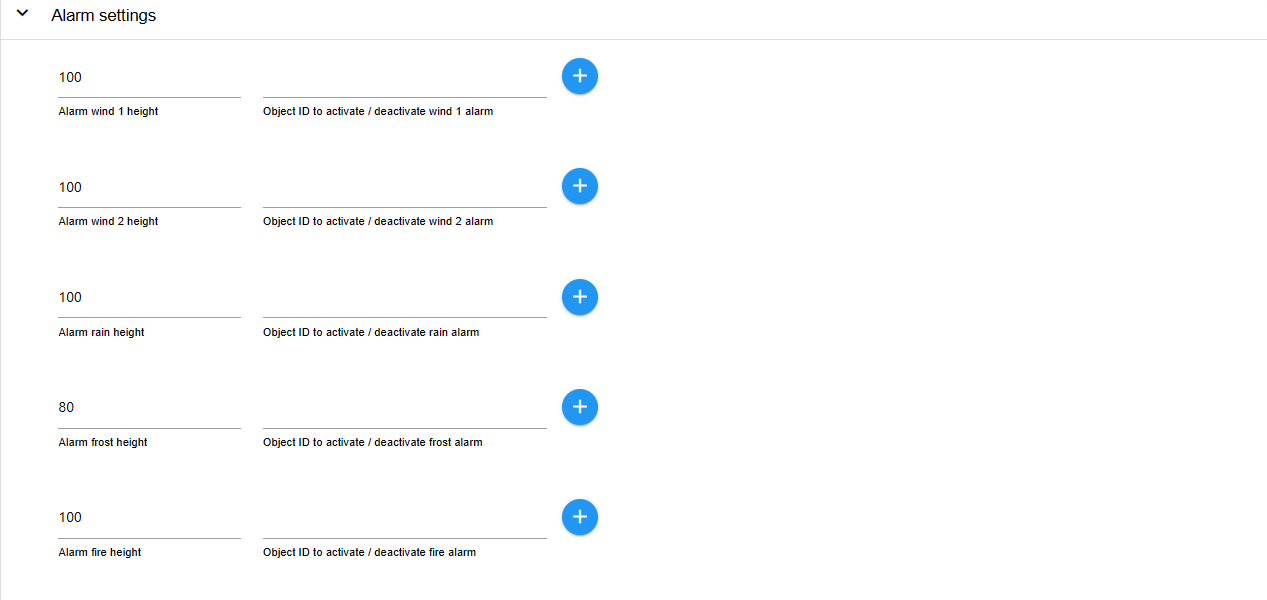 Alarm settings
100
Alarm wind 1 height
Object ID to activate / deactivate wind 1 alarm
100
Alarm wind 2 height
Object ID to activate / deactivate wind 2 alarm
100
Alarm rain height
Object ID to activate / deactivate rain alarm
80
Alarm frost height
Object ID to activate / deactivate frost alarm
100
Alarm fire height
Object ID to activate / deactivate fire alarm